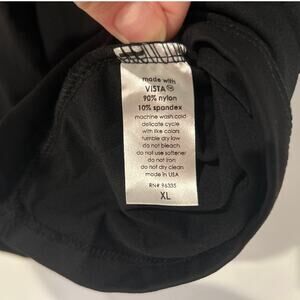 made with
VISTA™
90% nylon
10% spandex
machine wash cold
delicate cycle
with like colors
tumble dry low
do not bleach
do not use softener
do not iron
do not dry clean
made in USA
RN# 96335
XL